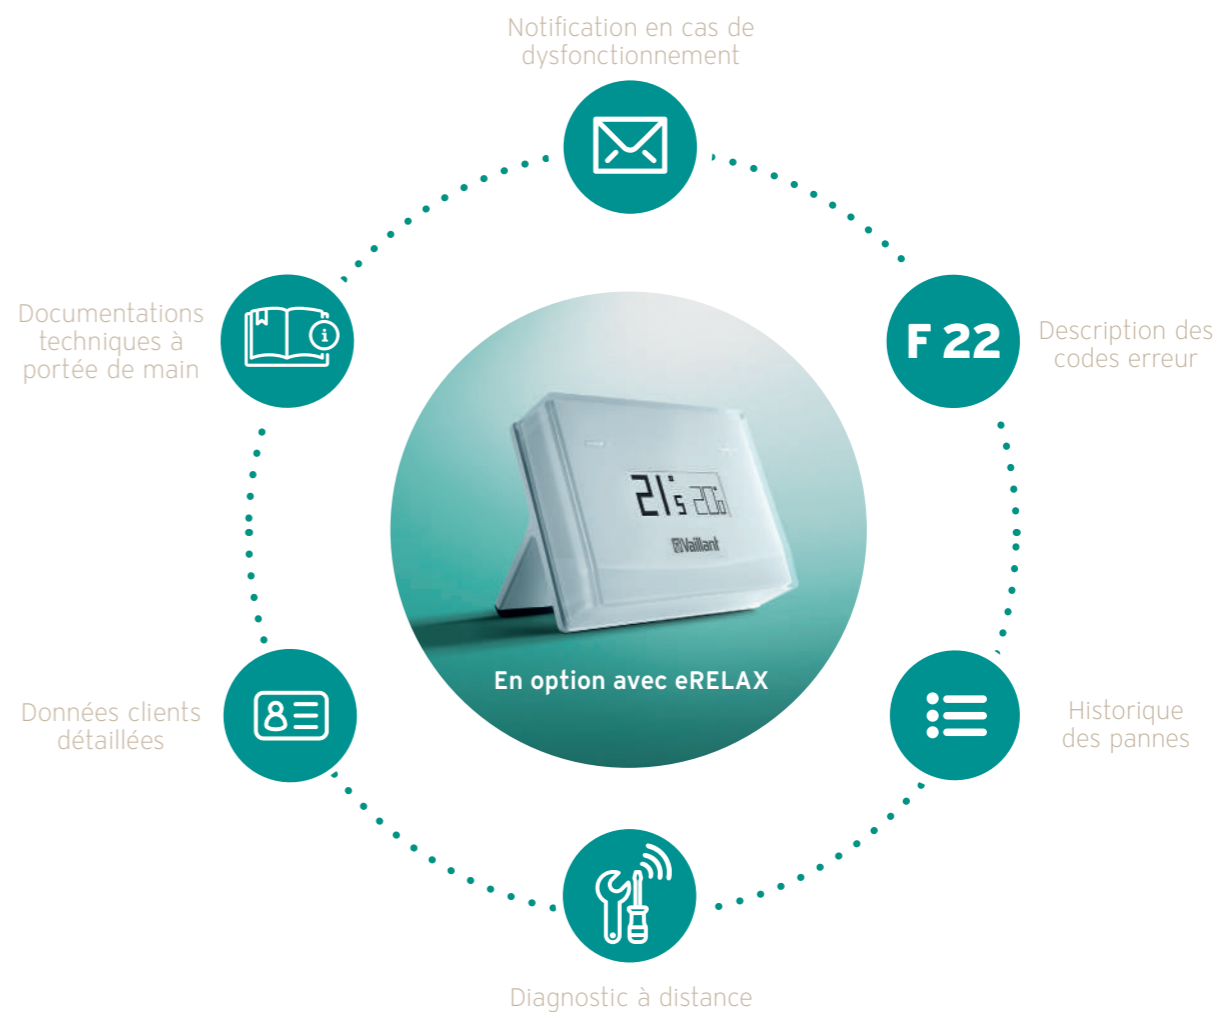 Notification en cas de
dysfonctionnement
Documentations
techniques à
portée de main
F 22
Description des
codes erreur
21°5
Vaillant
En option avec eRELAX
Données clients
détaillées
Historique
des pannes
Diagnostic à distance